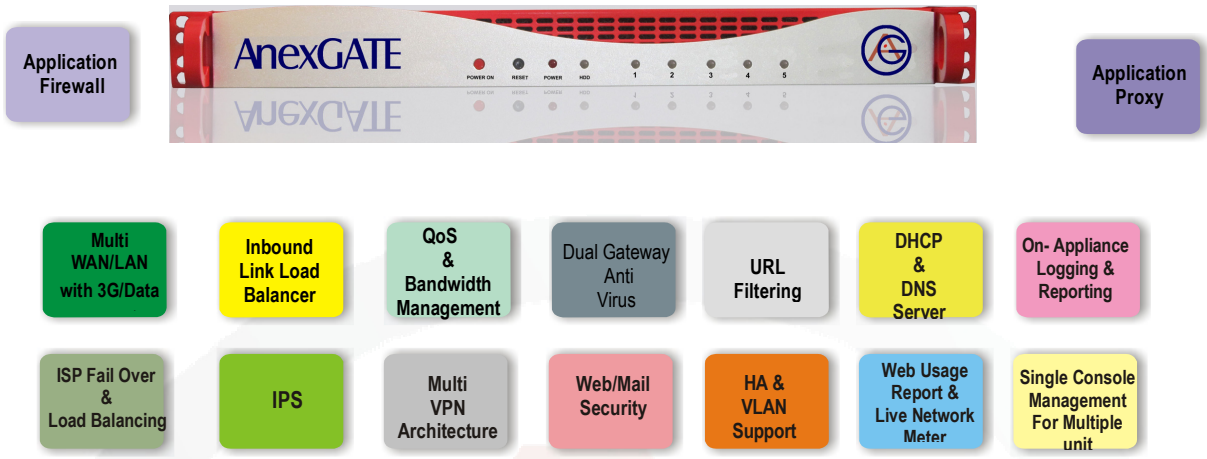 Application
Firewall
AnexGATE
POWER ON
RESET
POWER
HDD
1
2
3
4
5
AG
Application
Proxy
Multi
WAN/LAN
with 3G/Data
Inbound
Link Load
Balancer
QoS
&
Bandwidth
Management
Dual Gateway
Anti
Virus
URL
Filtering
DHCP
&
DNS
Server
On- Appliance
Logging &
Reporting
ISP Fail Over
&
Load Balancing
IPS
Multi
VPN
Architecture
Web/Mail
Security
HA &
VLAN
Support
Web Usage
Report &
Live Network
Meter
Single Console
Management
For Multiple
unit